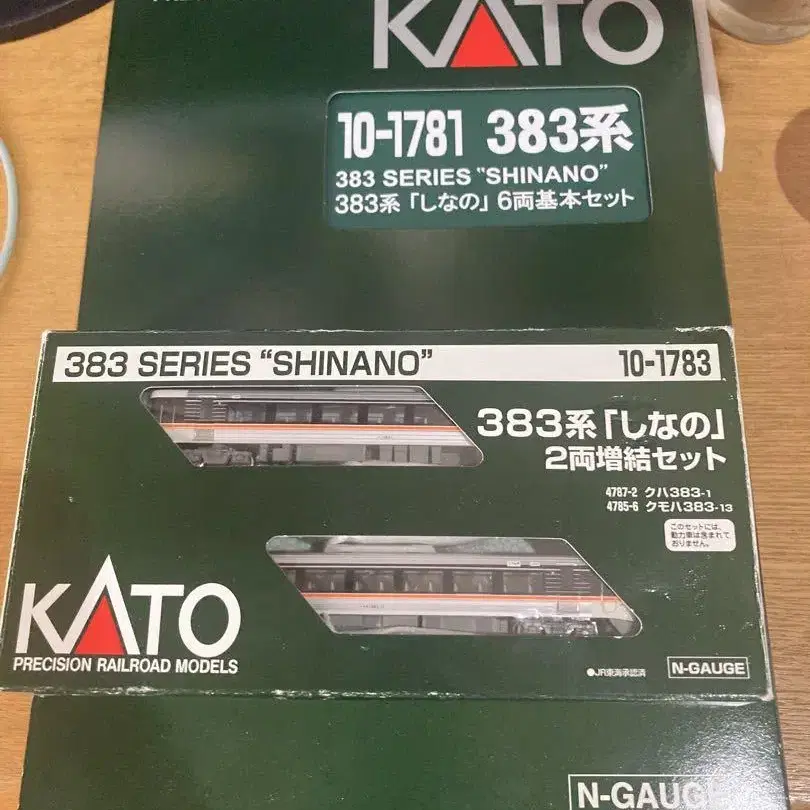 KATO
10-1781 383系
383 SERIES "SHINANO"
383系「しなの」6両基本セット
383 SERIES “SHINANO” 10-1783
383系「しなの」
2両増結セット
4787-2 クハ383-1
4785-6 クモハ383-13
このセットには、
動力車は含まれて
おりません。
KATO
PRECISION RAILROAD MODELS
●JR東海承認済 N-GAUGE
N-GAUGE